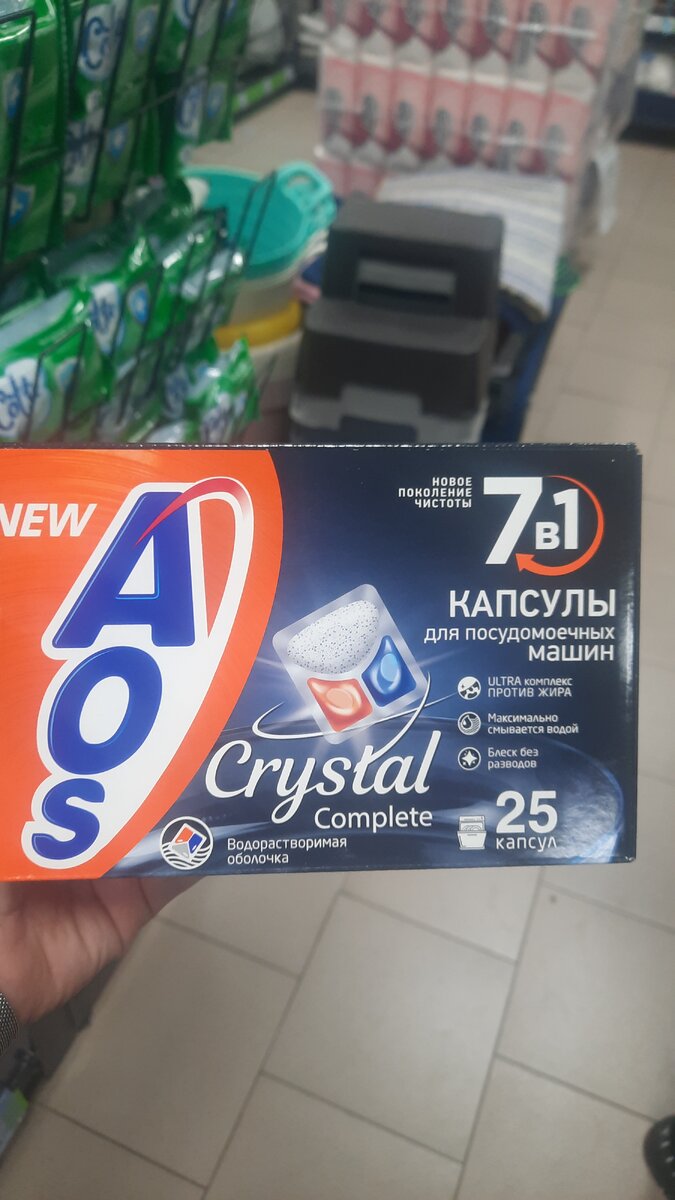 NEW
AOS
НОВОЕ
ПОКОЛЕНИЕ
ЧИСТОТЫ
7в1
КАПСУЛЫ
для посудомоечных
машин
ULTRA комплекс
ПРОТИВ ЖИРА
Максимально
смывается водой
Блеск без
разводов
Crystal
Complete
25
капсул
Водорастворимая
оболочка